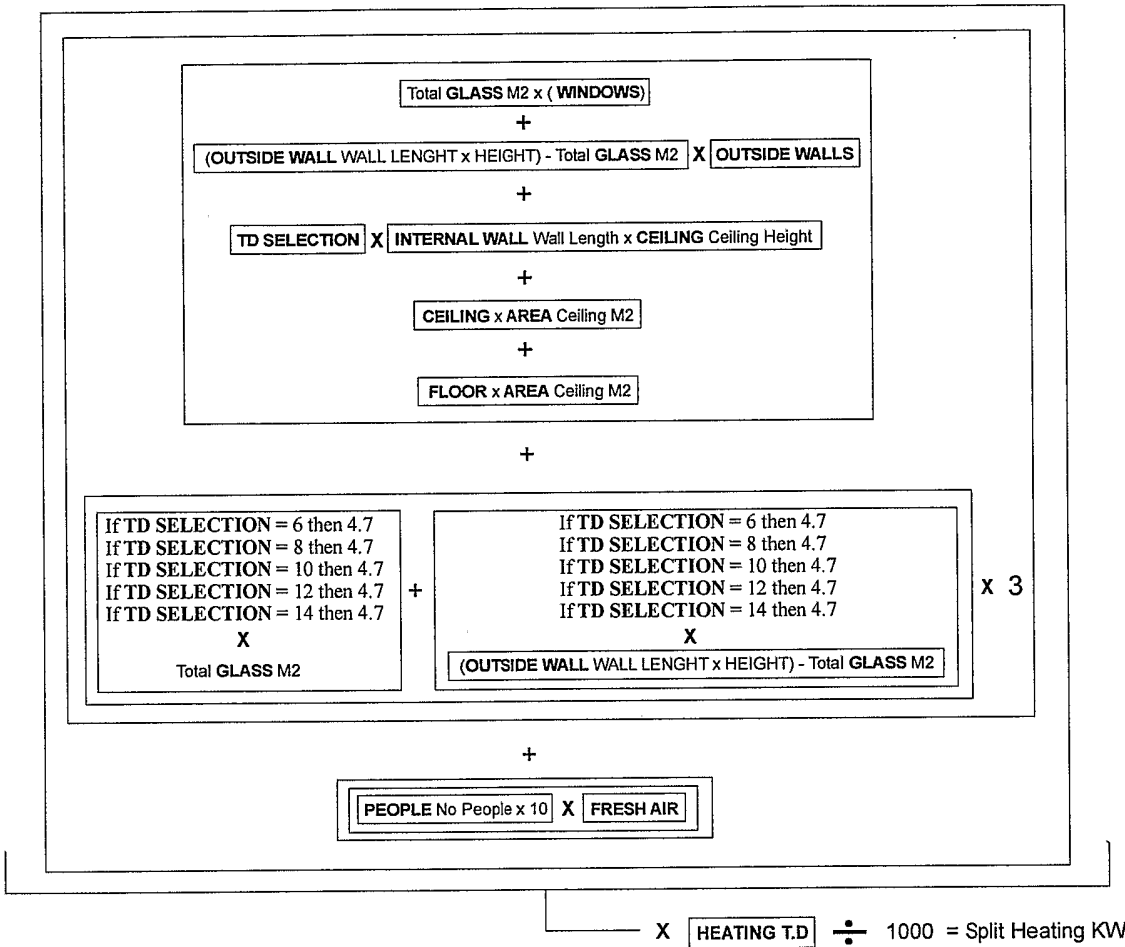 Total GLASS M2 x ( WINDOWS)
+
(OUTSIDE WALL WALL LENGHT x HEIGHT) - Total GLASS M2 X OUTSIDE WALLS
+
TD SELECTION X INTERNAL WALL Wall Length x CEILING Ceiling Height
+
CEILING x AREA Ceiling M2
+
FLOOR x AREA Ceiling M2
+
If TD SELECTION = 6 then 4.7
If TD SELECTION = 8 then 4.7
If TD SELECTION = 10 then 4.7
If TD SELECTION = 12 then 4.7
If TD SELECTION = 14 then 4.7
X
Total GLASS M2
+
If TD SELECTION = 6 then 4.7
If TD SELECTION = 8 then 4.7
If TD SELECTION = 10 then 4.7
If TD SELECTION = 12 then 4.7
If TD SELECTION = 14 then 4.7
X
(OUTSIDE WALL WALL LENGHT x HEIGHT) - Total GLASS M2
x 3
+
PEOPLE No People x 10 X FRESH AIR
X HEATING T.D ÷ 1000 = Split Heating KW